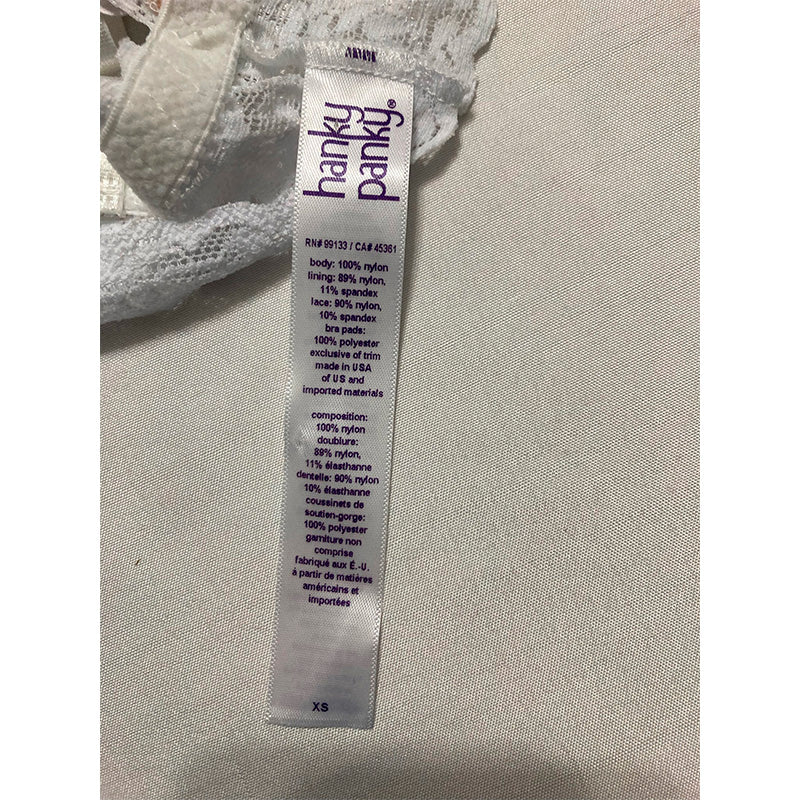 hanky
panky®
RN# 99133 / CA# 45361
body: 100% nylon
lining: 89% nylon,
11% spandex
lace: 90% nylon,
10% spandex
bra pads:
100% polyester
exclusive of trim
made in USA
of US and
imported materials
composition:
100% nylon
doublure:
89% nylon,
11% élasthanne
dentelle: 90% nylon
10% élasthanne
coussinets de
soutien-gorge:
100% polyester
garniture non
comprise
fabriqué aux É.-U.
à partir de matières
américains et
importées
XS